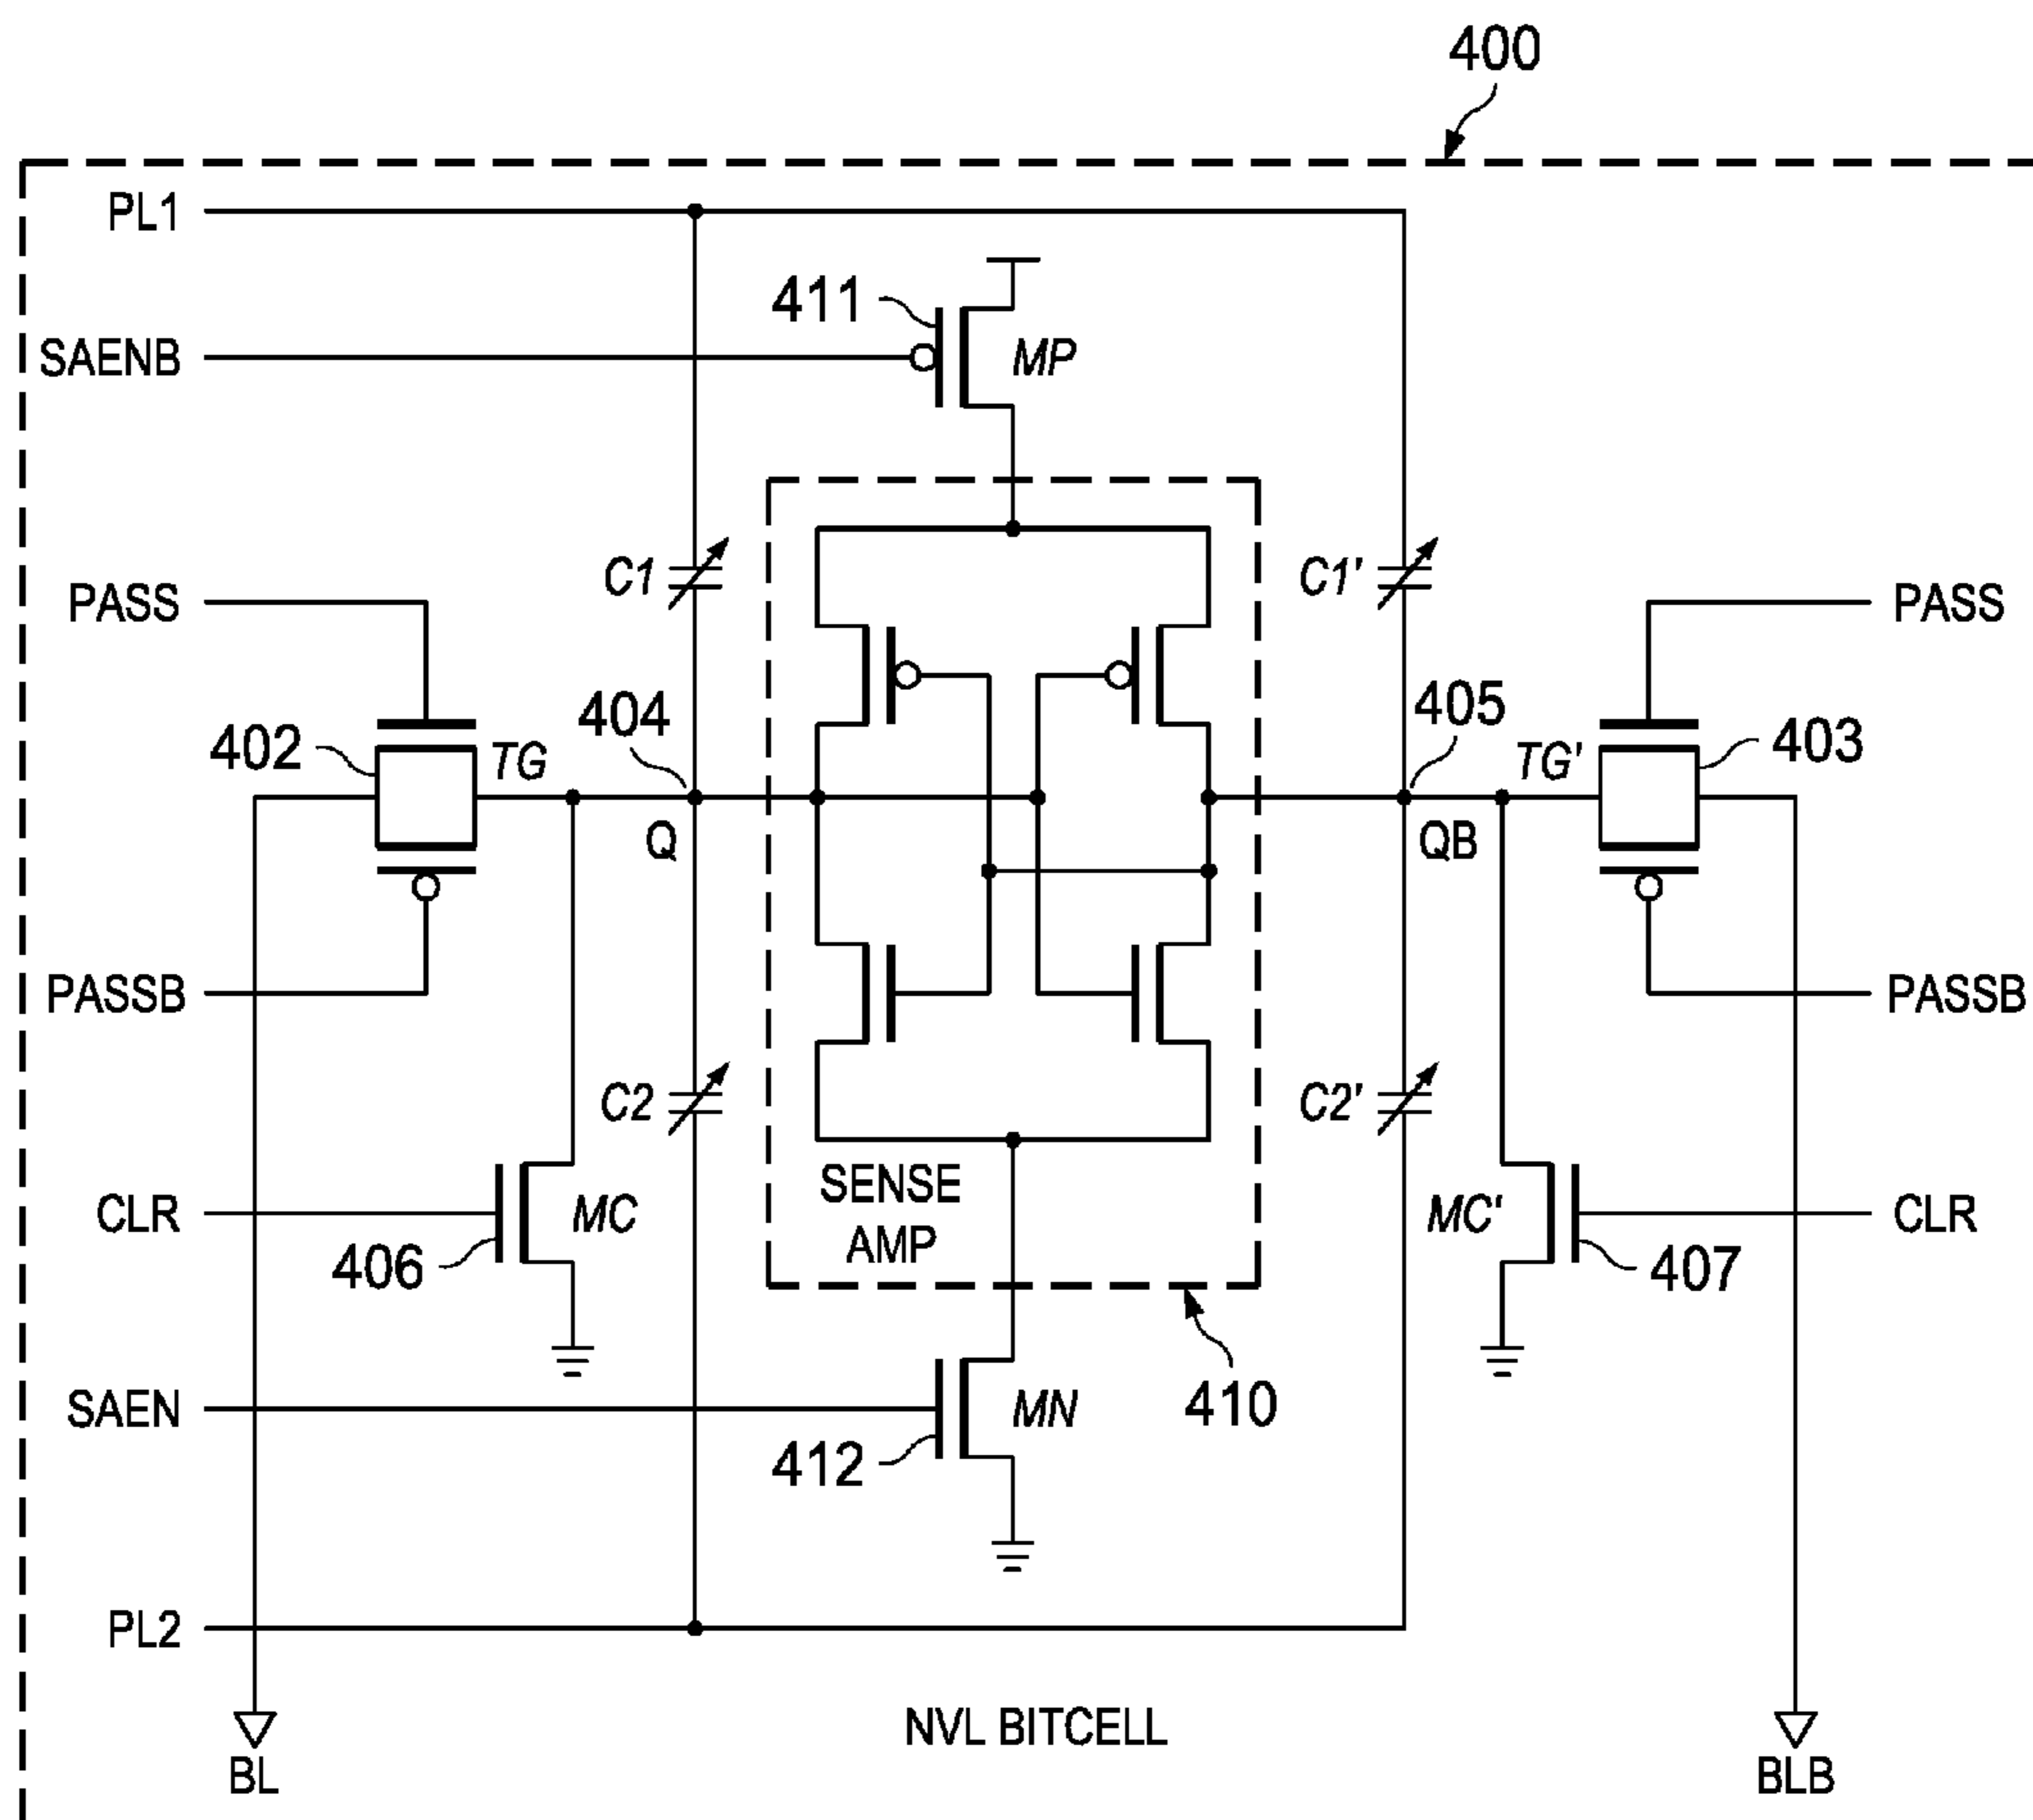 400
PL1
411
SAENB
MP
C1
C1'
PASS
PASS
404
405
402
TG
TG'
403
Q
QB
PASSB
PASSB
C2
C2'
SENSE
AMP
CLR
MC
MC'
CLR
406
407
SAEN
MN
410
412
PL2
NVL BITCELL
BL
BLB